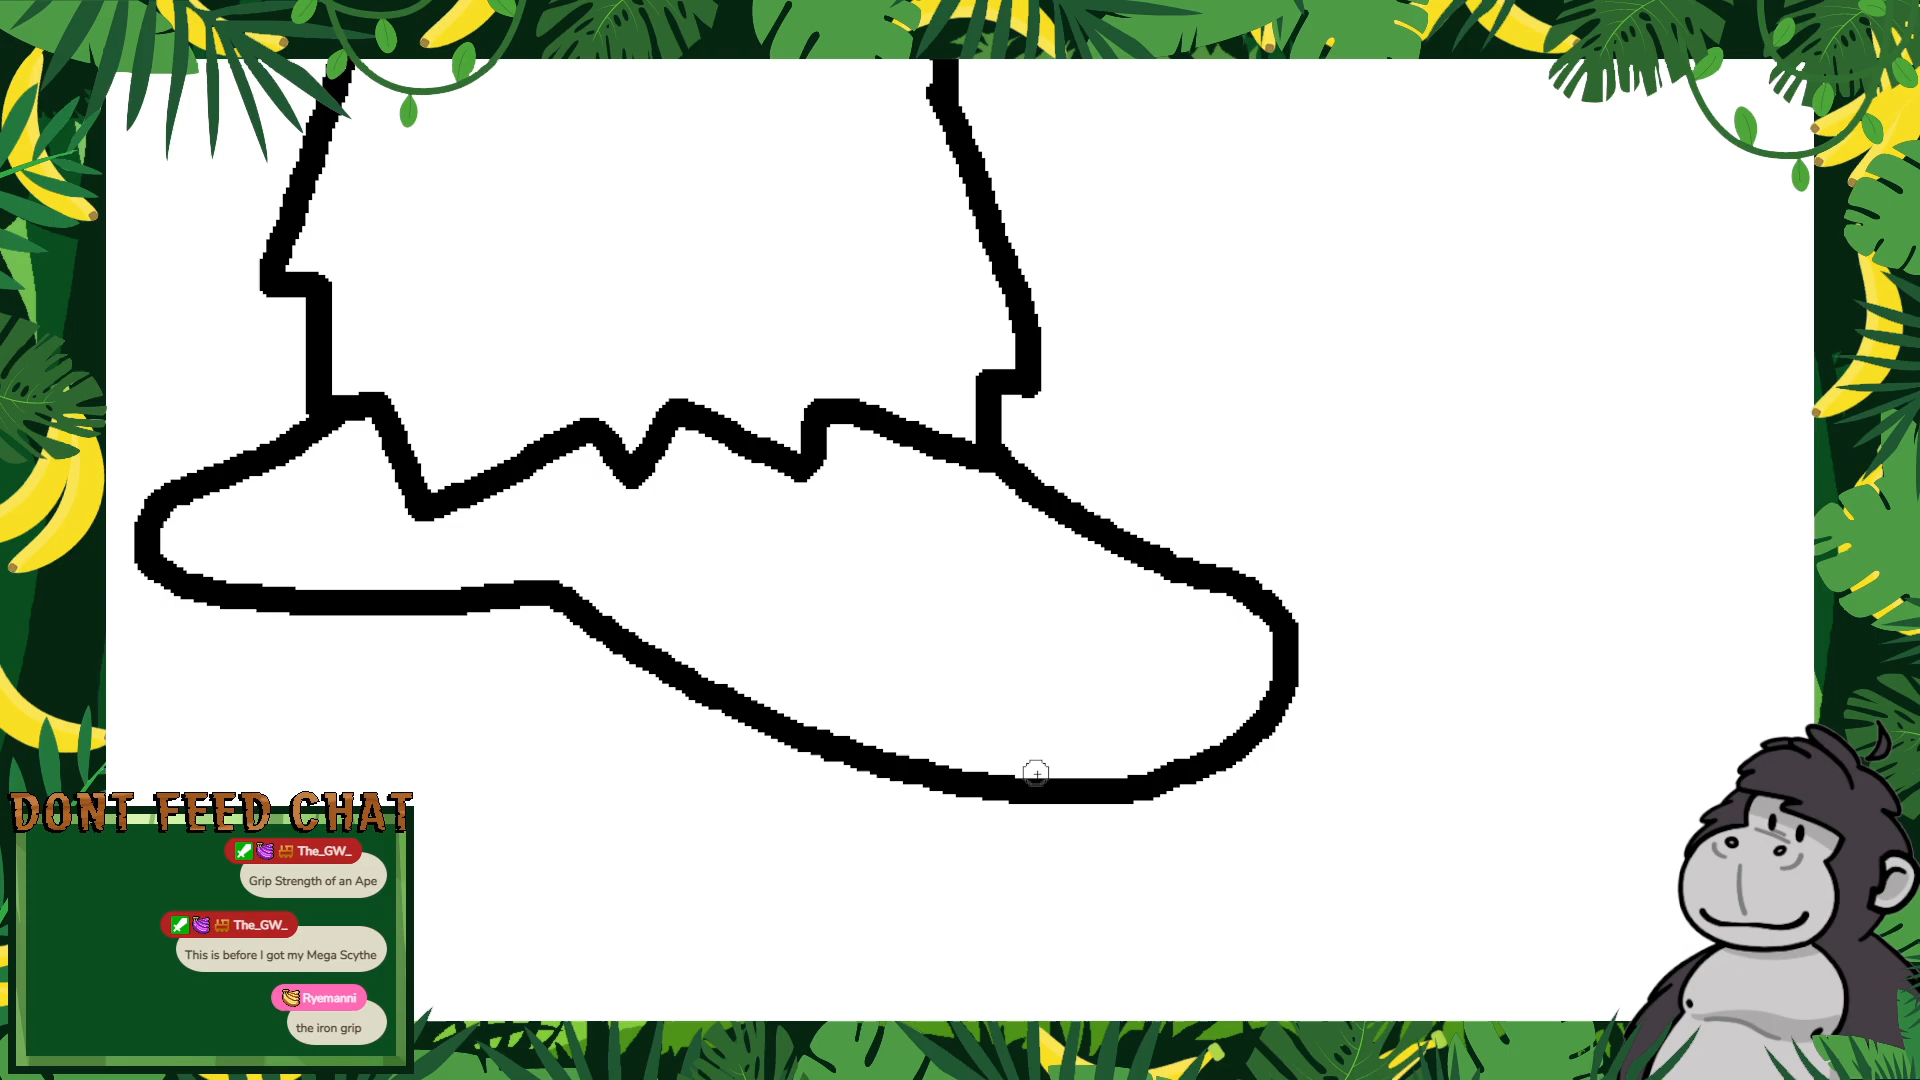 DONT FEED CHAT
The_GW_
Grip Strength of an Ape
The_GW_
This is before I got my Mega Scythe
Ryemanni
the iron grip